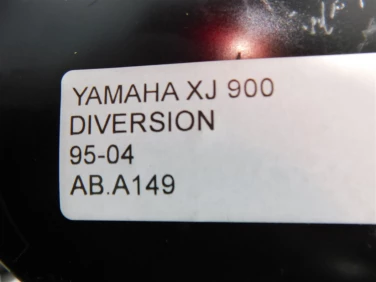 YAMAHA XJ 900
DIVERSION
95-04
AB.A149